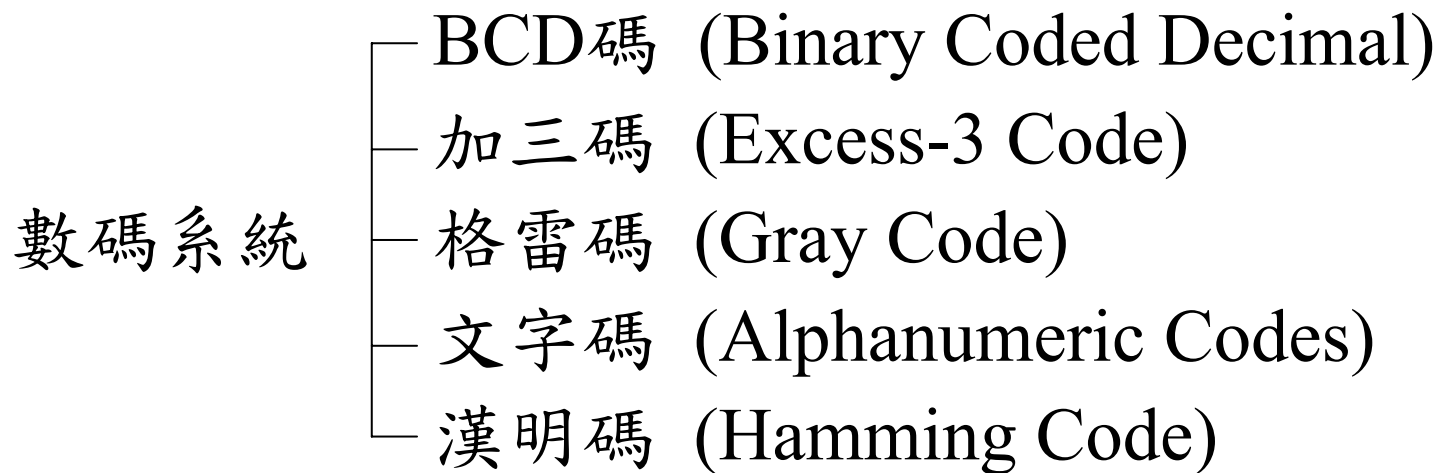 數碼系統
BCD碼 (Binary Coded Decimal)
加三碼 (Excess-3 Code)
格雷碼 (Gray Code)
文字碼 (Alphanumeric Codes)
漢明碼 (Hamming Code)